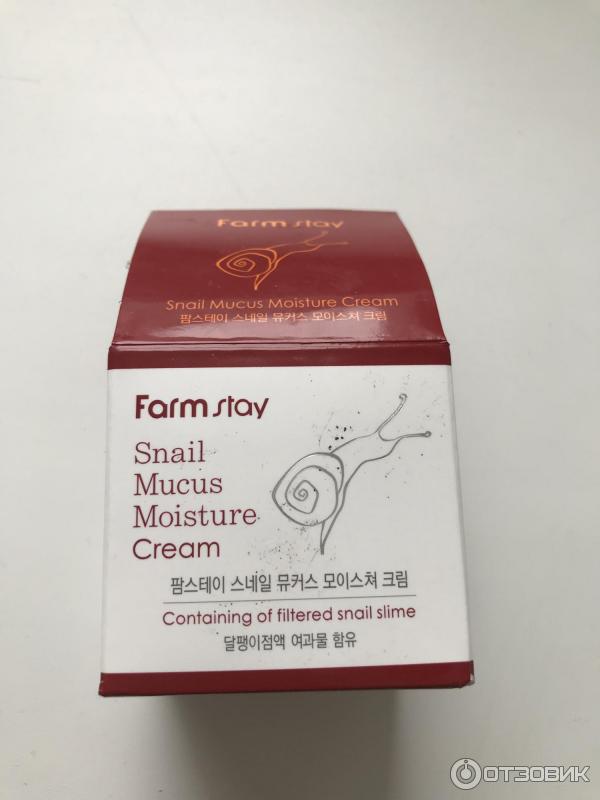 Farm stay
Snail Mucus Moisture Cream
팜스테이 스네일 뮤커스 모이스쳐 크림
Farm stay
Snail
Mucus
Moisture
Cream
팜스테이 스네일 뮤커스 모이스쳐 크림
Containing of filtered snail slime
달팽이점액 여과물 함유
ОТЗОВИК